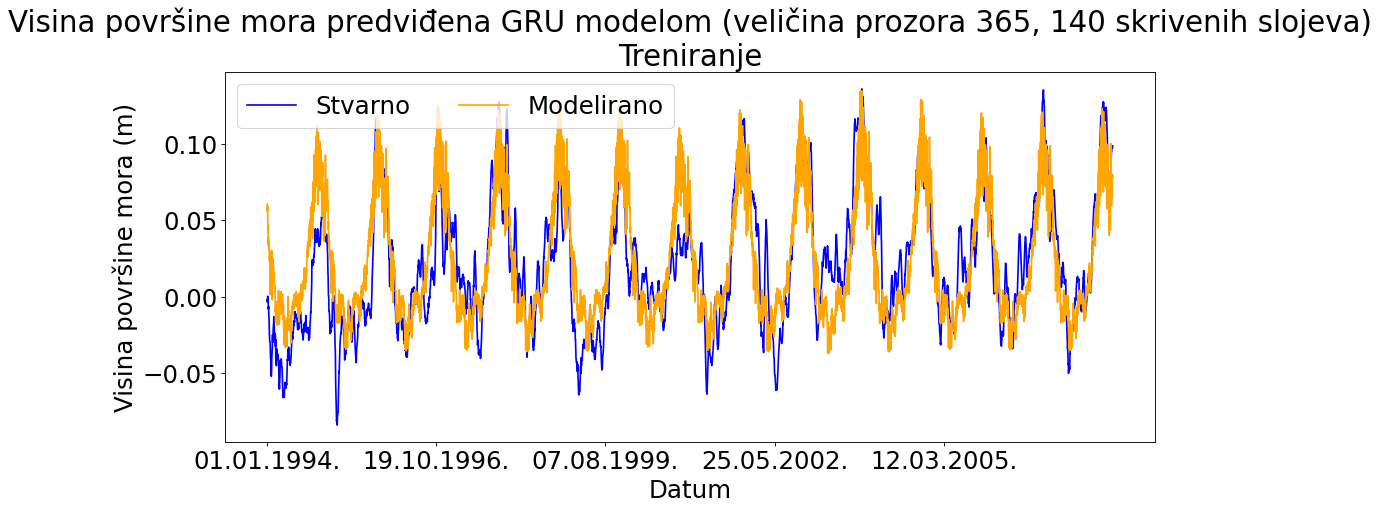 Visina površine mora predviđena GRU modelom (veličina prozora 365, 140 skrivenih slojeva)
Treniranje
Stvarno
Modelirano
Visina površine mora (m)
0.10
0.05
0.00
−0.05
01.01.1994.
19.10.1996.
07.08.1999.
25.05.2002.
12.03.2005.
Datum